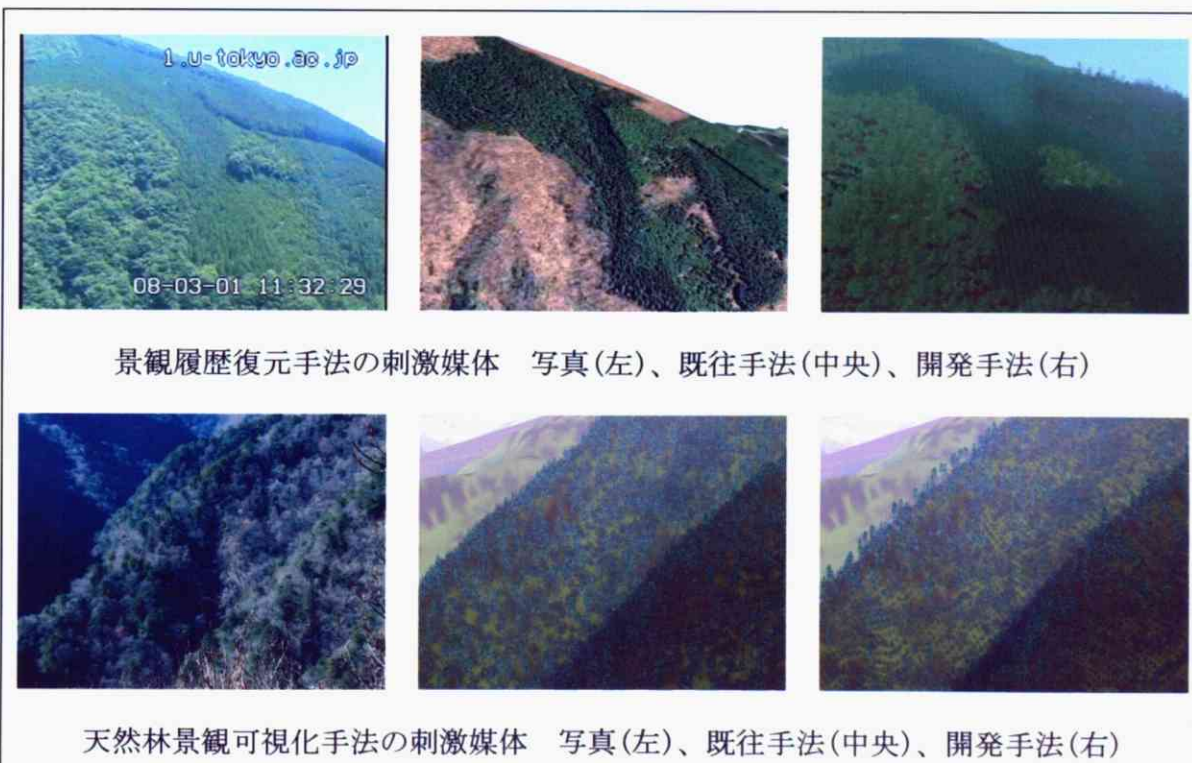 1.u-tokyo.ac.jp
08-03-01 11:32:29
景観履歴復元手法の刺激媒体 写真(左)、既往手法(中央)、開発手法(右)
天然林景観可視化手法の刺激媒体 写真(左)、既往手法(中央)、開発手法(右)